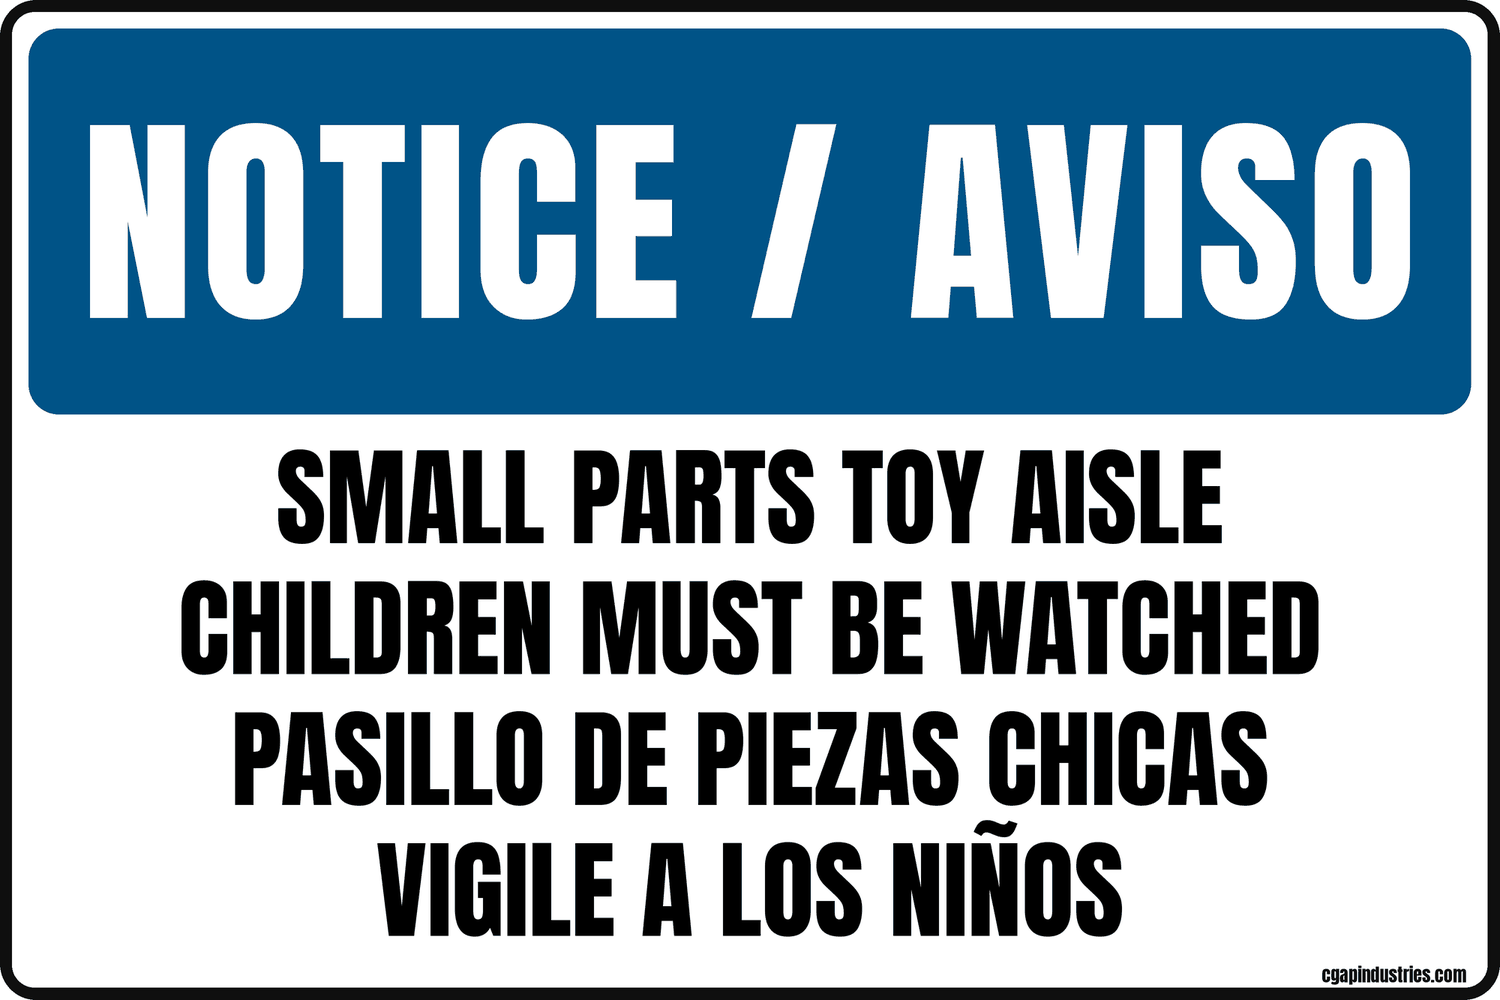 NOTICE / AVISO
SMALL PARTS TOY AISLE
CHILDREN MUST BE WATCHED
PASILLO DE PIEZAS CHICAS
VIGILE A LOS NIÑOS
cgapindustries.com